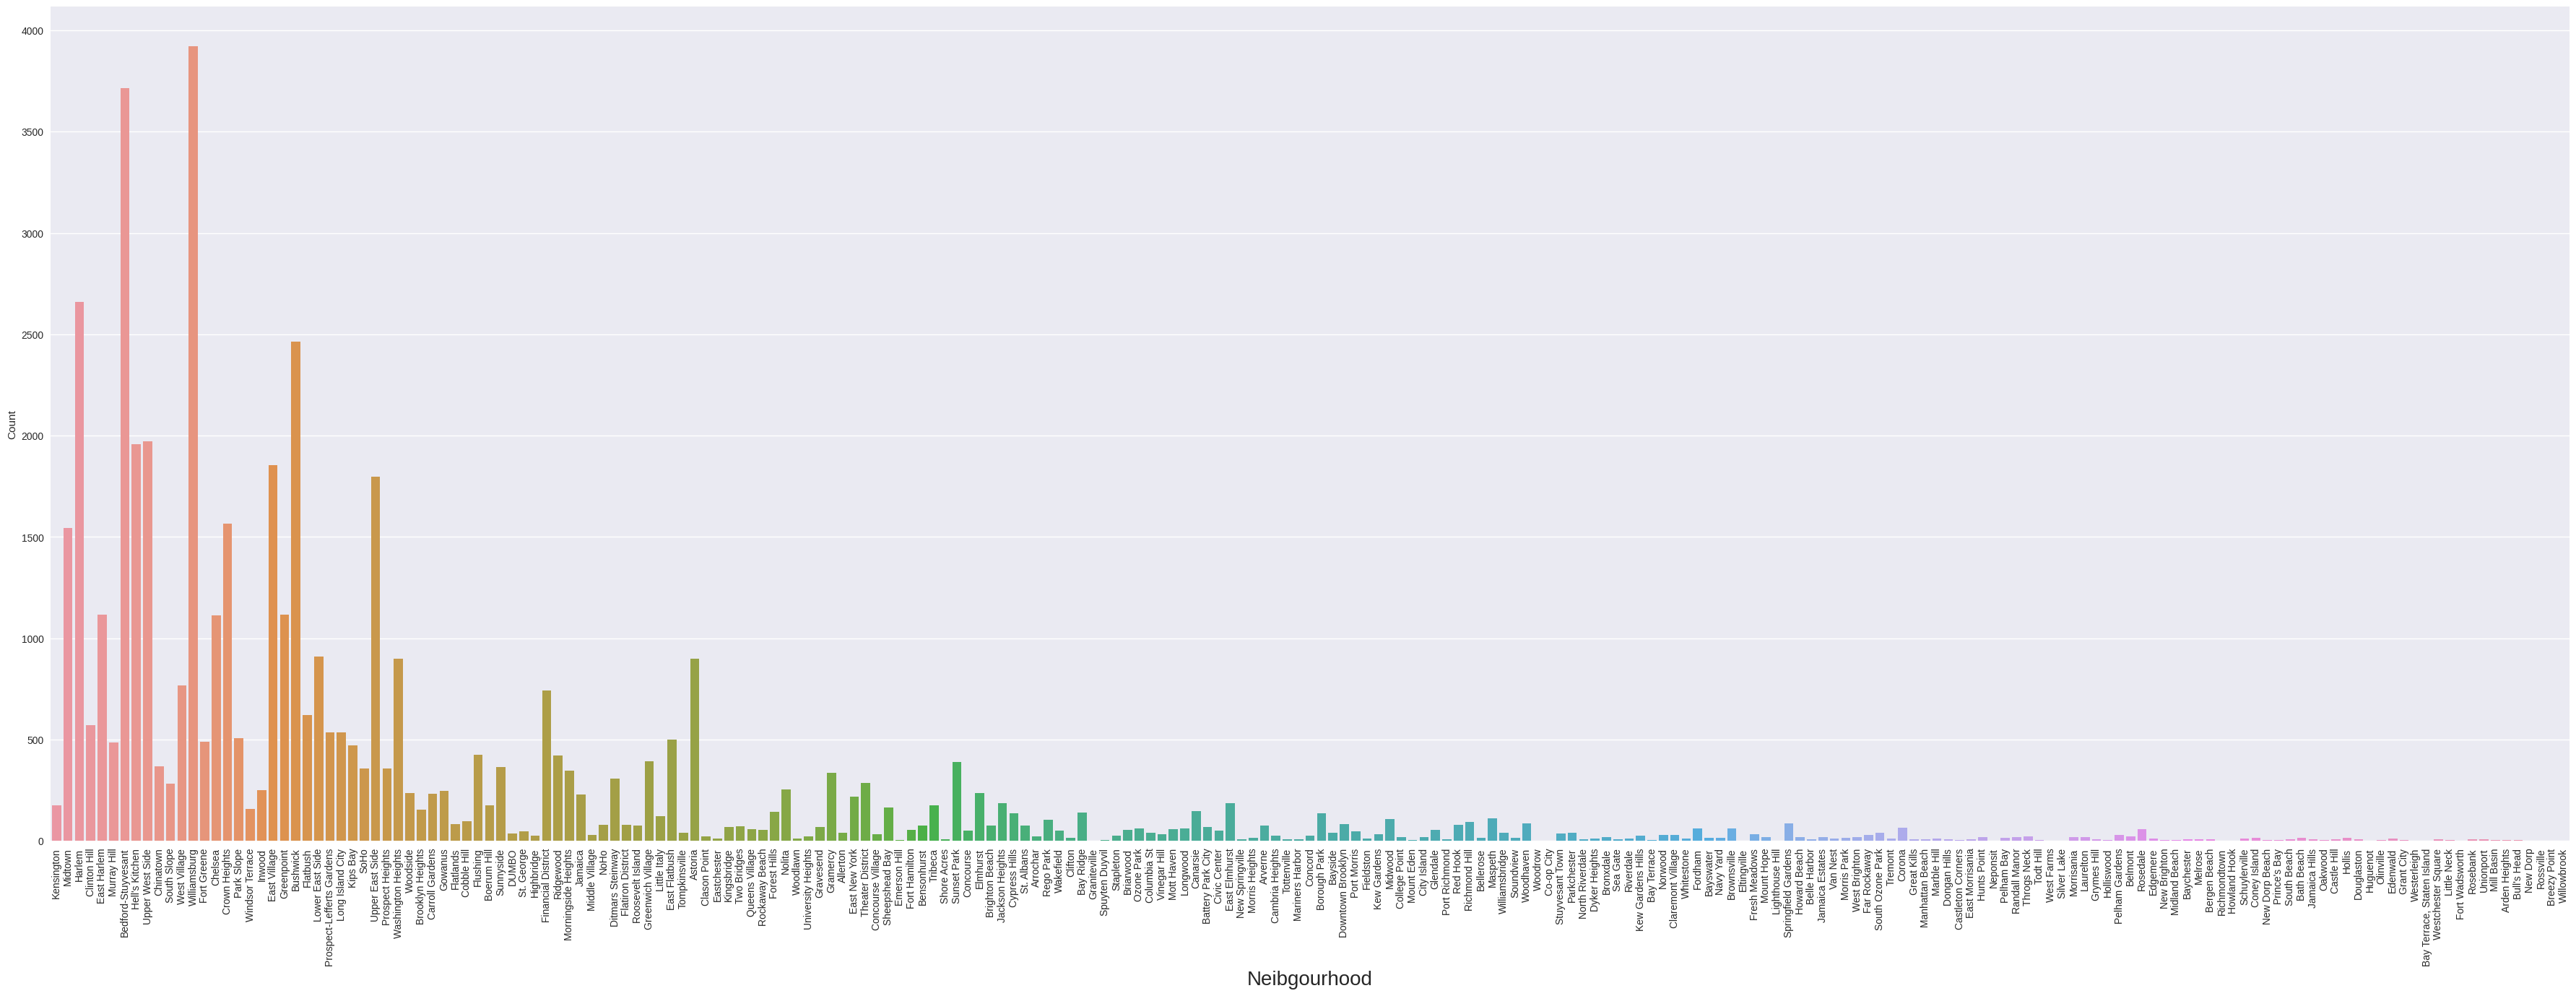 4000
3500
3000
2500
2000
1500
1000
500
0
Count
Kensington
Midtown
Harlem
Clinton Hill
East Harlem
Murray Hill
Bedford-Stuyvesant
Hell's Kitchen
Upper West Side
Chinatown
South Slope
West Village
Williamsburg
Fort Greene
Chelsea
Crown Heights
Park Slope
Windsor Terrace
Inwood
East Village
Greenpoint
Bushwick
Flatbush
Lower East Side
Prospect-Lefferts Gardens
Long Island City
Kips Bay
SoHo
Upper East Side
Prospect Heights
Washington Heights
Woodside
Brooklyn Heights
Carroll Gardens
Gowanus
Flatlands
Cobble Hill
Flushing
Boerum Hill
Sunnyside
DUMBO
St. George
Highbridge
Financial District
Ridgewood
Morningside Heights
Jamaica
Middle Village
NoHo
Ditmars Steinway
Flatiron District
Roosevelt Island
Greenwich Village
Little Italy
East Flatbush
Tompkinsville
Astoria
Clason Point
Eastchester
Kingsbridge
Two Bridges
Queens Village
Rockaway Beach
Forest Hills
Nolita
Woodlawn
University Heights
Gravesend
Gramercy
Allerton
East New York
Theater District
Concourse Village
Sheepshead Bay
Emerson Hill
Fort Hamilton
Bensonhurst
Tribeca
Shore Acres
Sunset Park
Concourse
Elmhurst
Brighton Beach
Jackson Heights
Cypress Hills
St. Albans
Arrochar
Rego Park
Wakefield
Clifton
Bay Ridge
Graniteville
Spuyten Duyvil
Stapleton
Briarwood
Ozone Park
Columbia St
Vinegar Hill
Mott Haven
Longwood
Canarsie
Battery Park City
Civic Center
East Elmhurst
New Springville
Morris Heights
Arverne
Cambria Heights
Tottenville
Mariners Harbor
Concord
Borough Park
Bayside
Downtown Brooklyn
Port Morris
Fieldston
Kew Gardens
Midwood
College Point
Mount Eden
City Island
Glendale
Port Richmond
Red Hook
Richmond Hill
Bellerose
Maspeth
Williamsbridge
Soundview
Woodhaven
Woodrow
Co-op City
Stuyvesant Town
Parkchester
North Riverdale
Dyker Heights
Bronxdale
Sea Gate
Riverdale
Kew Gardens Hills
Bay Terrace
Norwood
Claremont Village
Whitestone
Fordham
Bayswater
Navy Yard
Brownsville
Eltingville
Fresh Meadows
Mount Hope
Lighthouse Hill
Springfield Gardens
Howard Beach
Belle Harbor
Jamaica Estates
Van Nest
Morris Park
West Brighton
Far Rockaway
South Ozone Park
Tremont
Corona
Great Kills
Manhattan Beach
Marble Hill
Dongan Hills
Castleton Corners
East Morrisania
Hunts Point
Neponsit
Pelham Bay
Randall Manor
Throgs Neck
Todt Hill
West Farms
Silver Lake
Morrisania
Laurelton
Grymes Hill
Holliswood
Pelham Gardens
Belmont
Rosedale
Edgemere
New Brighton
Midland Beach
Baychester
Melrose
Bergen Beach
Richmondtown
Howland Hook
Schuylerville
Coney Island
New Dorp Beach
Prince's Bay
South Beach
Bath Beach
Jamaica Hills
Oakwood
Castle Hill
Hollis
Douglaston
Huguenot
Olinville
Edenwald
Grant City
Westerleigh
Bay Terrace, Staten Island
Westchester Square
Little Neck
Fort Wadsworth
Rosebank
Unionport
Mill Basin
Arden Heights
Bull's Head
New Dorp
Rossville
Breezy Point
Willowbrook
Neibgourhood